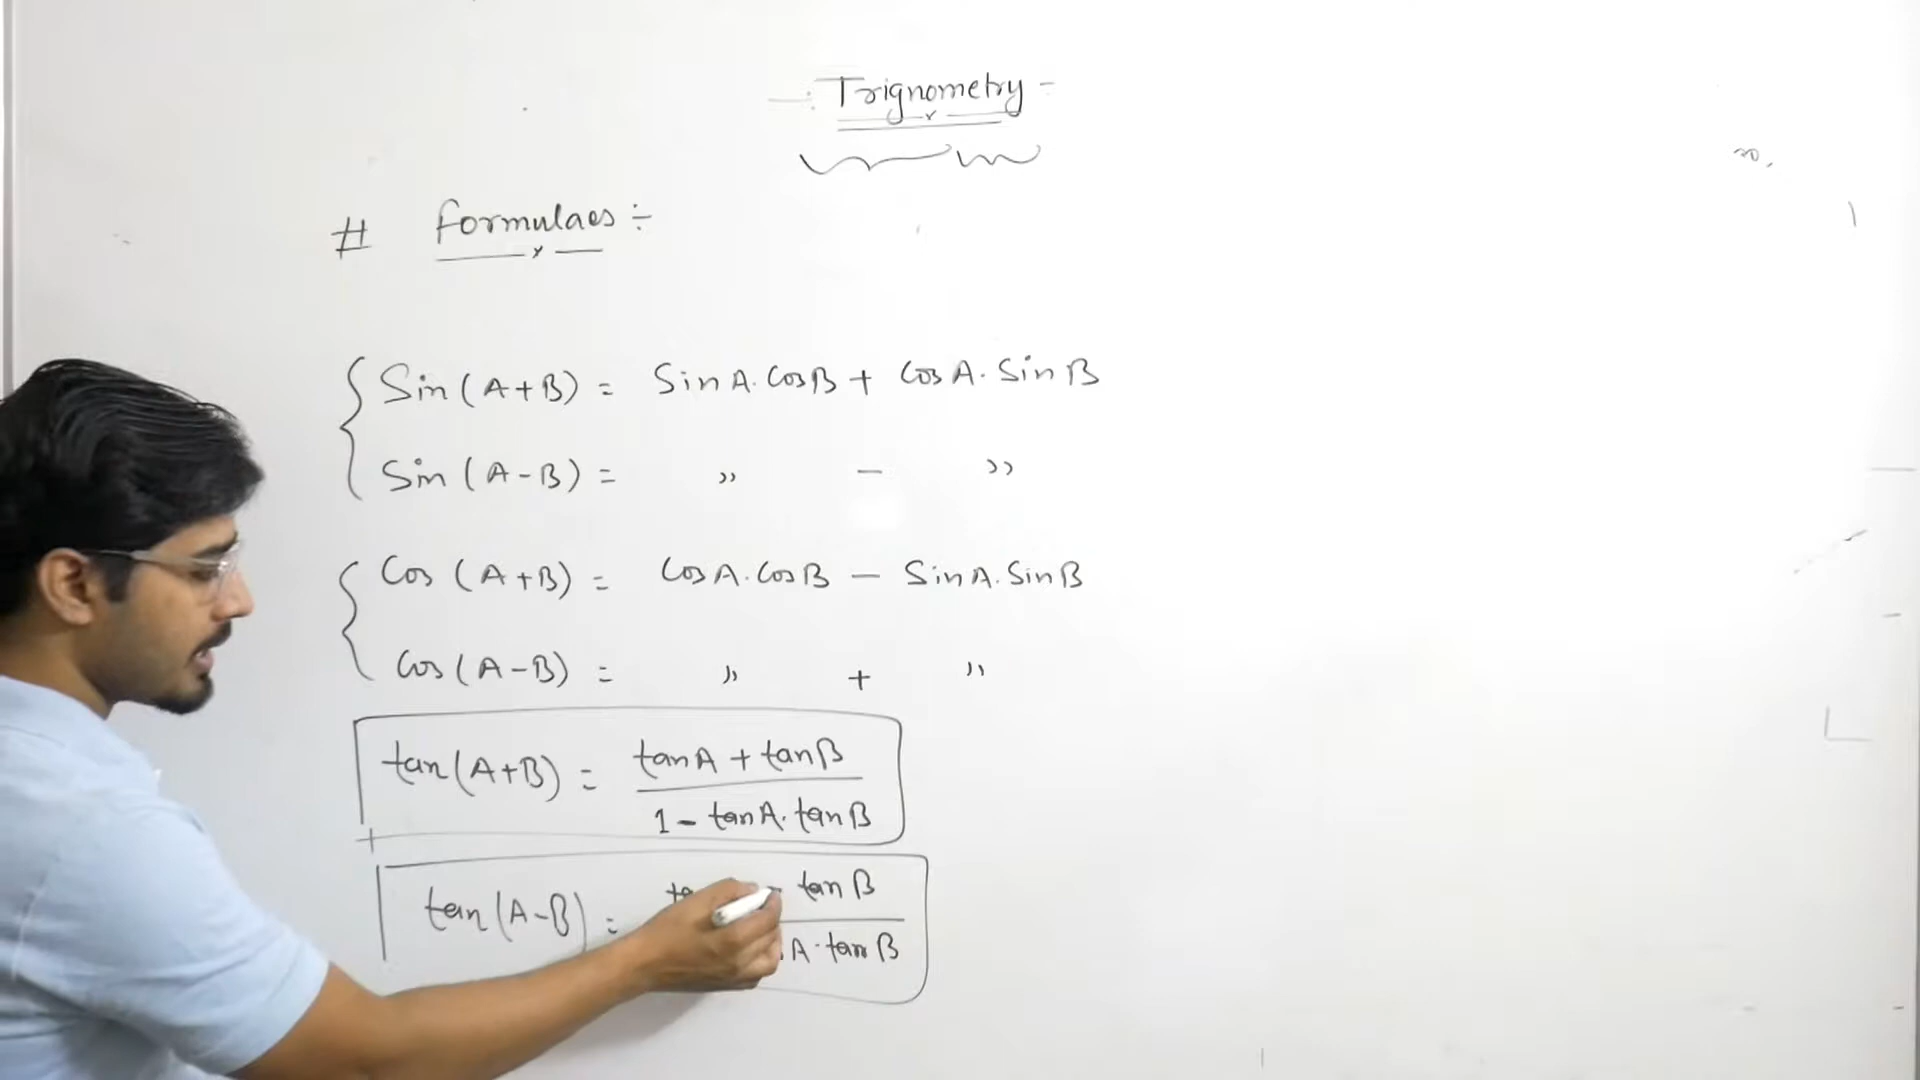 -: Trignometry -
# Formulaes ÷
Sin (A+B) = Sin A. Cos B + Cos A. Sin B
Sin (A-B) = ,, - ,,
Cos (A+B) = Cos A. Cos B - Sin A. Sin B
Cos (A-B) = ,, + ,,
tan (A+B) = tan A + tan B
1 - tan A. tan B
tan (A-B) = - tan B
A. tan B